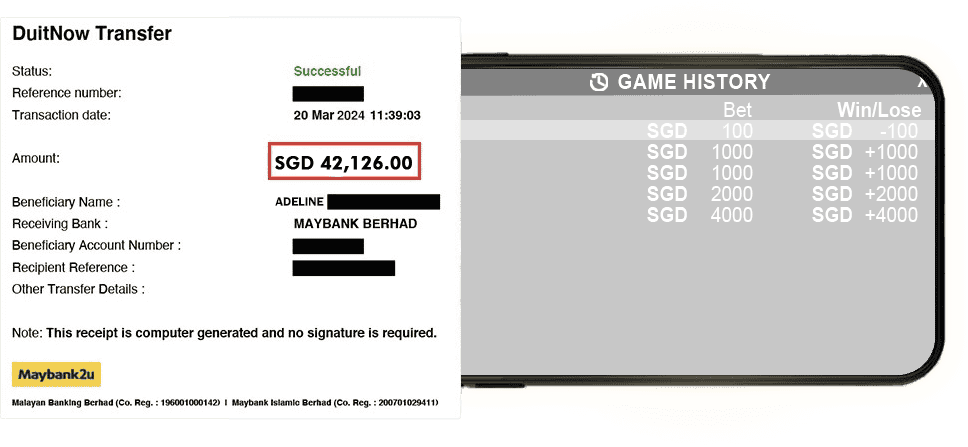 DuitNow Transfer
Status: Successful
Reference number:
Transaction date: 20 Mar 2024 11:39:03
Amount: SGD 42,126.00
Beneficiary Name : ADELINE
Receiving Bank : MAYBANK BERHAD
Beneficiary Account Number :
Recipient Reference :
Other Transfer Details :
Note: This receipt is computer generated and no signature is required.
Maybank2u
Malayan Banking Berhad (Co. Reg. : 196001000142) I Maybank Islamic Berhad (Co. Reg. : 200701029411)
GAME HISTORY X
Bet Win/Lose
SGD 100 SGD -100
SGD 1000 SGD +1000
SGD 1000 SGD +1000
SGD 2000 SGD +2000
SGD 4000 SGD +4000